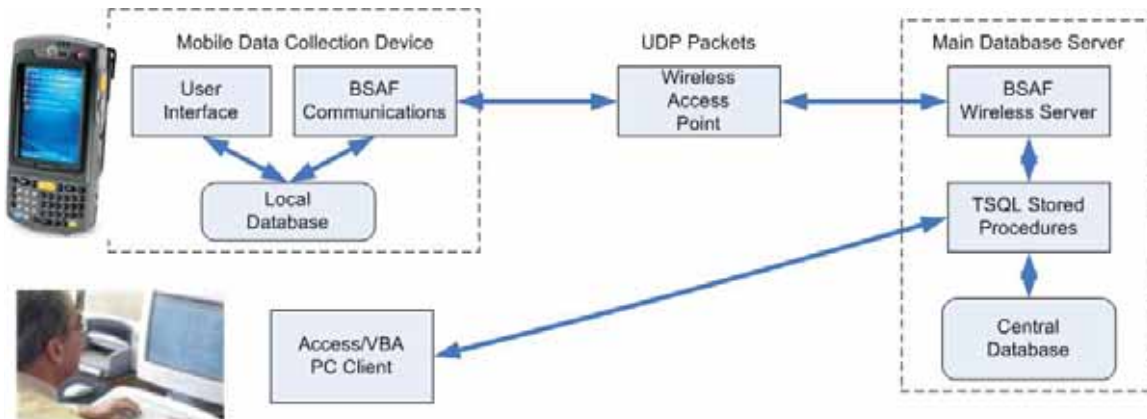 Mobile Data Collection Device
UDP Packets
Main Database Server
User
Interface
BSAF
Communications
Wireless
Access
Point
BSAF
Wireless Server
Local
Database
TSQL Stored
Procedures
Access/VBA
PC Client
Central
Database